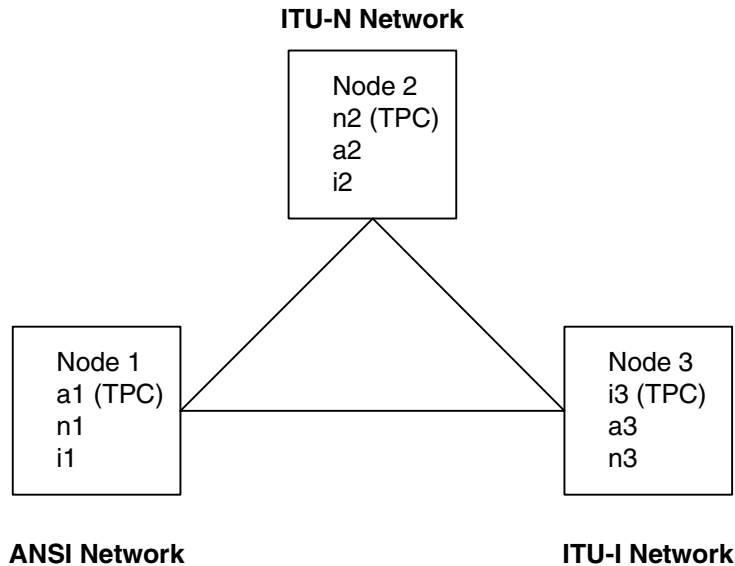 ITU-N Network
Node 2
n2 (TPC)
a2
i2
Node 1
a1 (TPC)
n1
i1
Node 3
i3 (TPC)
a3
n3
ANSI Network
ITU-I Network